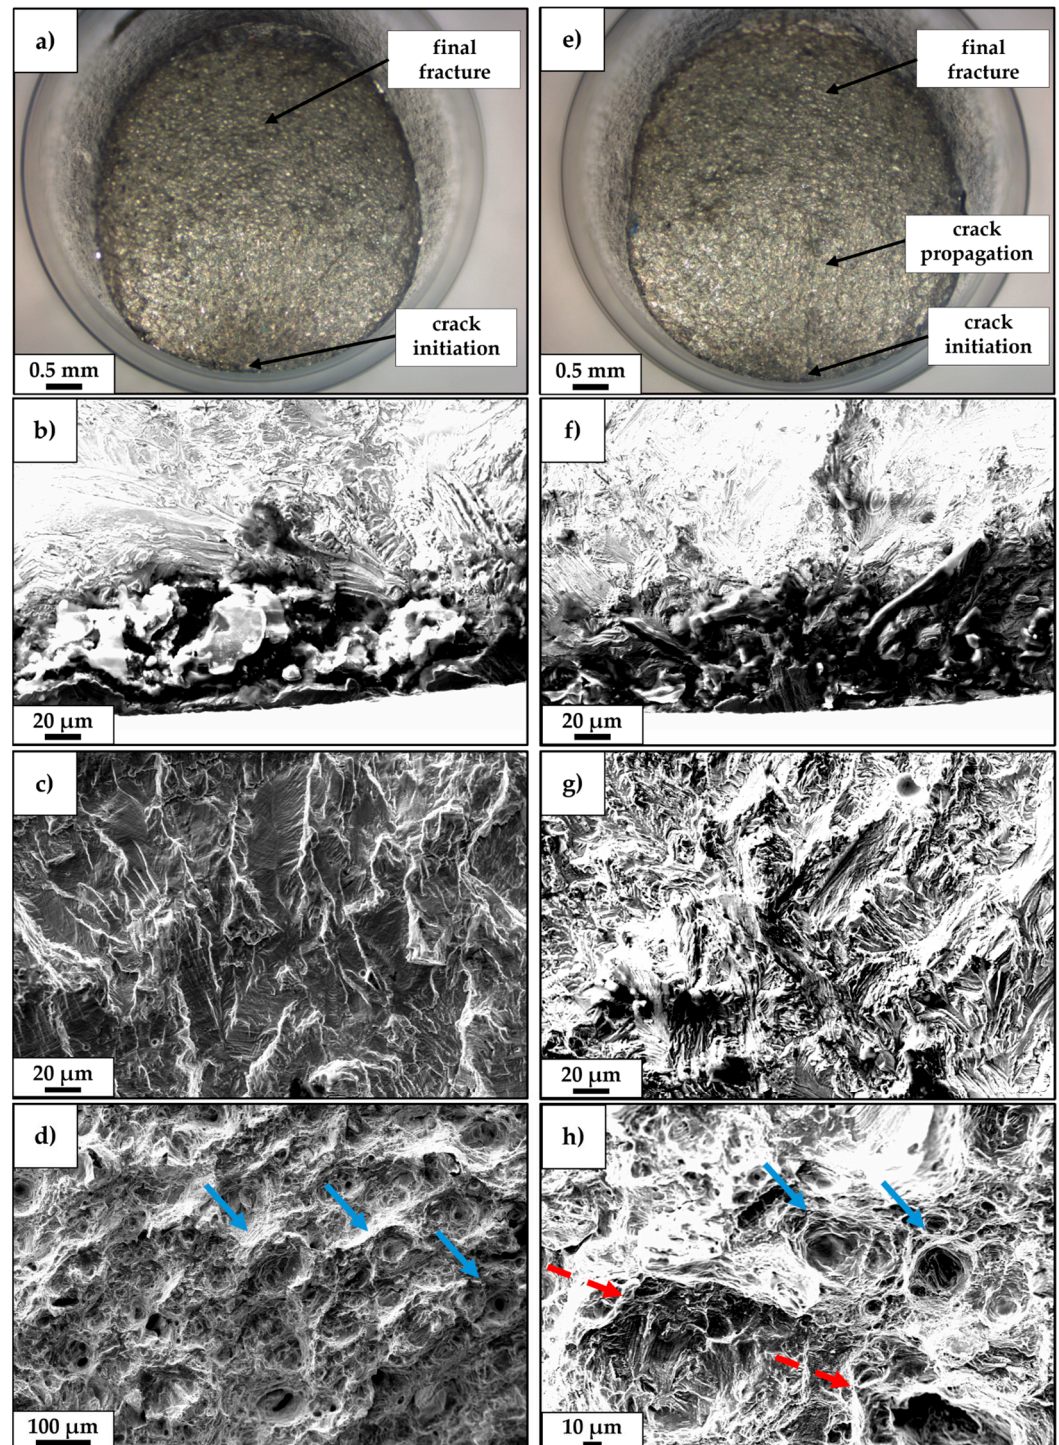 a)
final
fracture
crack
initiation
0.5 mm
e)
final
fracture
crack
propagation
crack
initiation
0.5 mm
b)
20 µm
f)
20 µm
c)
20 µm
g)
20 µm
d)
100 µm
h)
10 µm